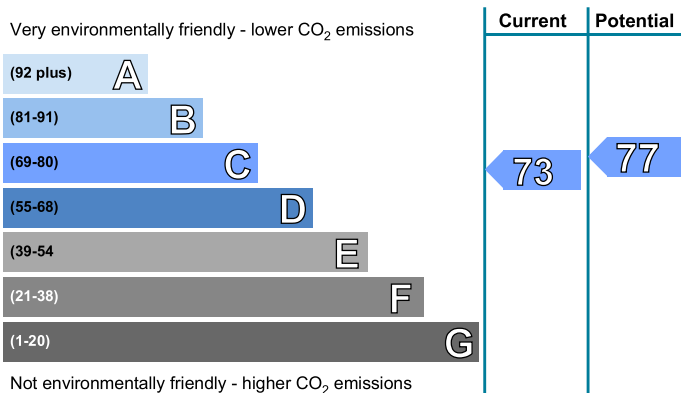 Current Potential
Very environmentally friendly - lower CO2 emissions
(92 plus) A
(81-91) B
(69-80) C
73 77
(55-68) D
(39-54 E
(21-38) F
(1-20) G
Not environmentally friendly - higher CO2 emissions